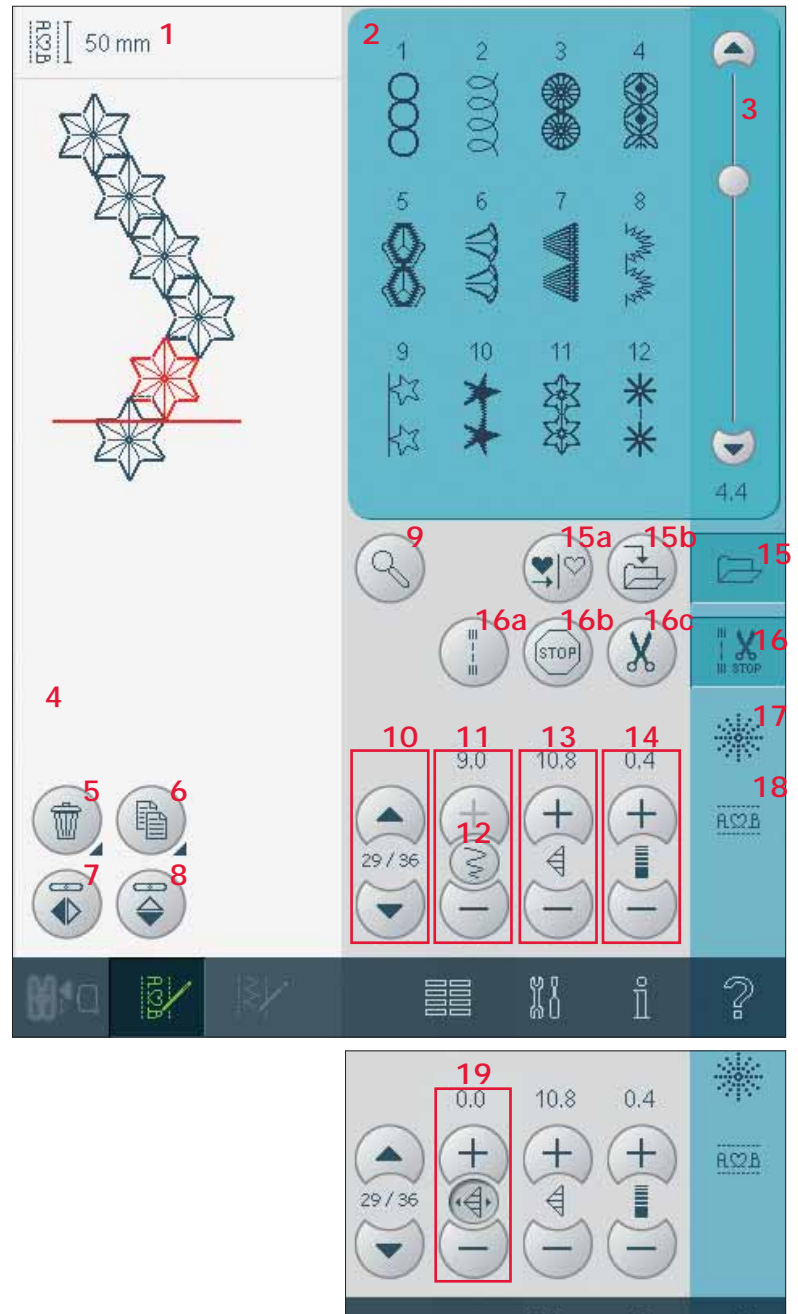 A♡B 50 mm 1
2
1 2 3 4
3
5 6 7 8
9 10 11 12
4.4
9 15a 15b 15
16a 16b 16c 16
STOP STOP
4 17
10 11 13 14
9.0 10.8 0.4
18
5 6 A♡B
12
29 / 36
7 8
A♡B
i ?
19
0.0 10.8 0.4
A♡B
29 / 36